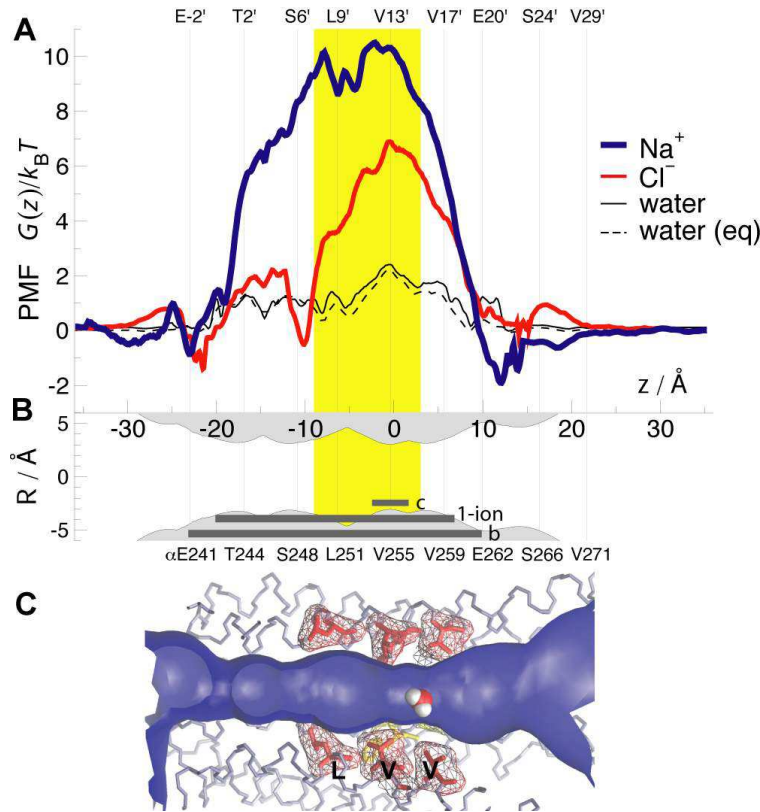 A
E-2' T2' S6' L9' V13' V17' E20' S24' V29'
10
8
6
4
2
0
-2
PMF G(z)/k_BT
Na⁺
Cl⁻
water
water (eq)
z / Å
B
-30 -20 -10 0 10 20 30
5
0
-5
R / Å
c
1-ion
b
αE241 T244 S248 L251 V255 V259 E262 S266 V271
C
L V V